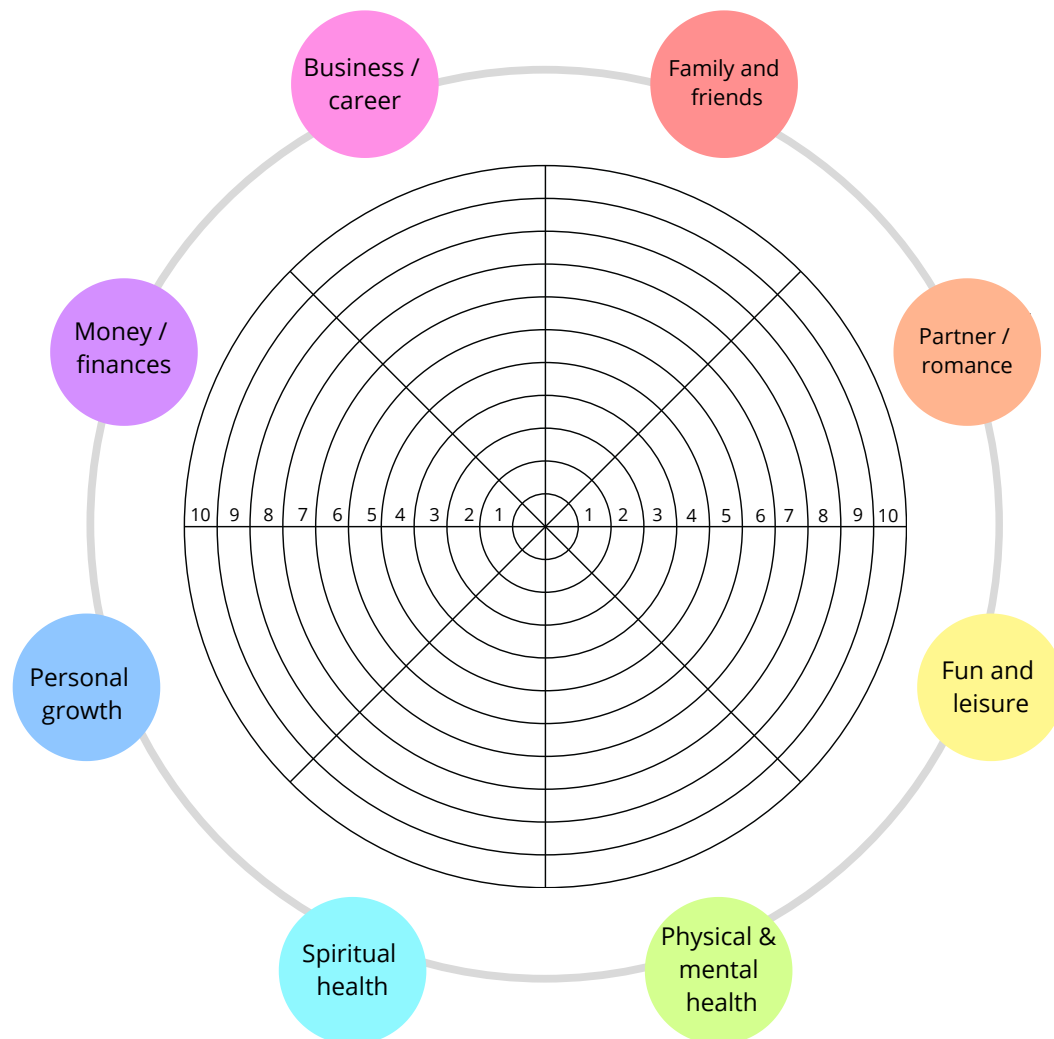 Business /
career
Family and
friends
Money /
finances
Partner /
romance
10 9 8 7 6 5 4 3 2 1 1 2 3 4 5 6 7 8 9 10
Personal
growth
Fun and
leisure
Spiritual
health
Physical &
mental
health